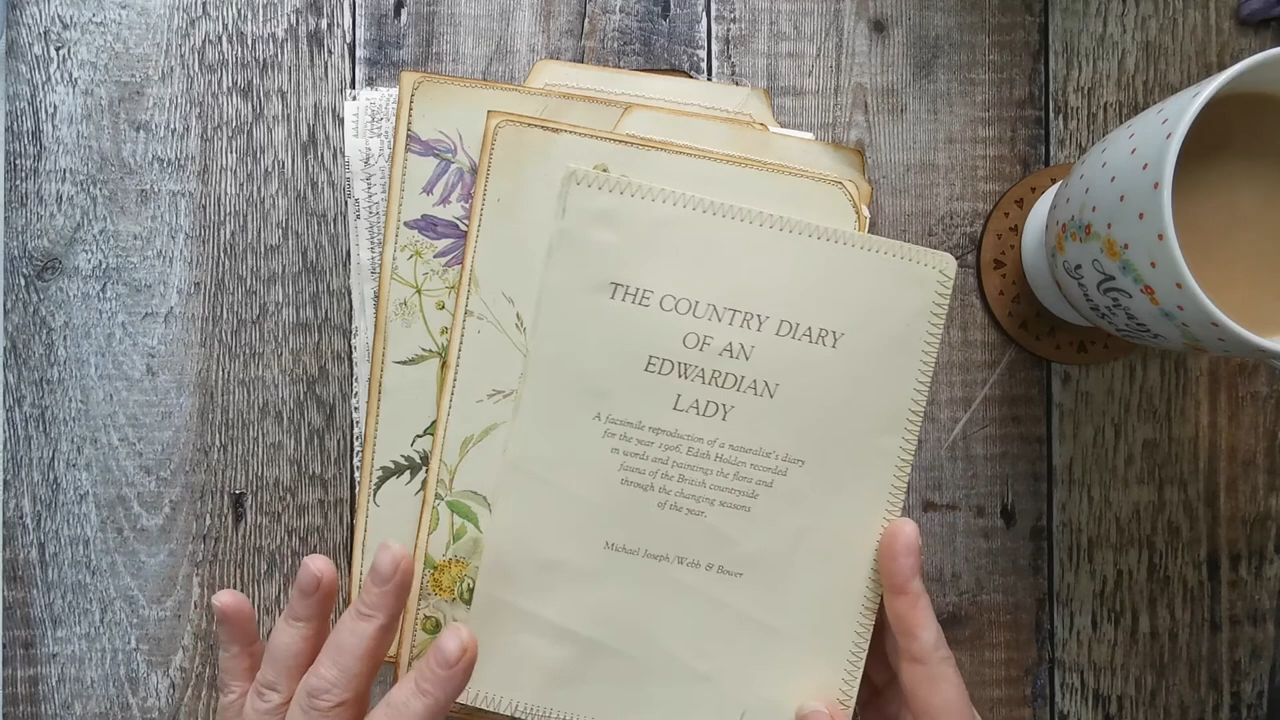 THE COUNTRY DIARY
OF AN
EDWARDIAN
LADY
A facsimile reproduction of a naturalist's diary
for the year 1906. Edith Holden recorded
in words and paintings the flora and
fauna of the British countryside
through the changing seasons
of the year.
Michael Joseph/Webb & Bower
Always